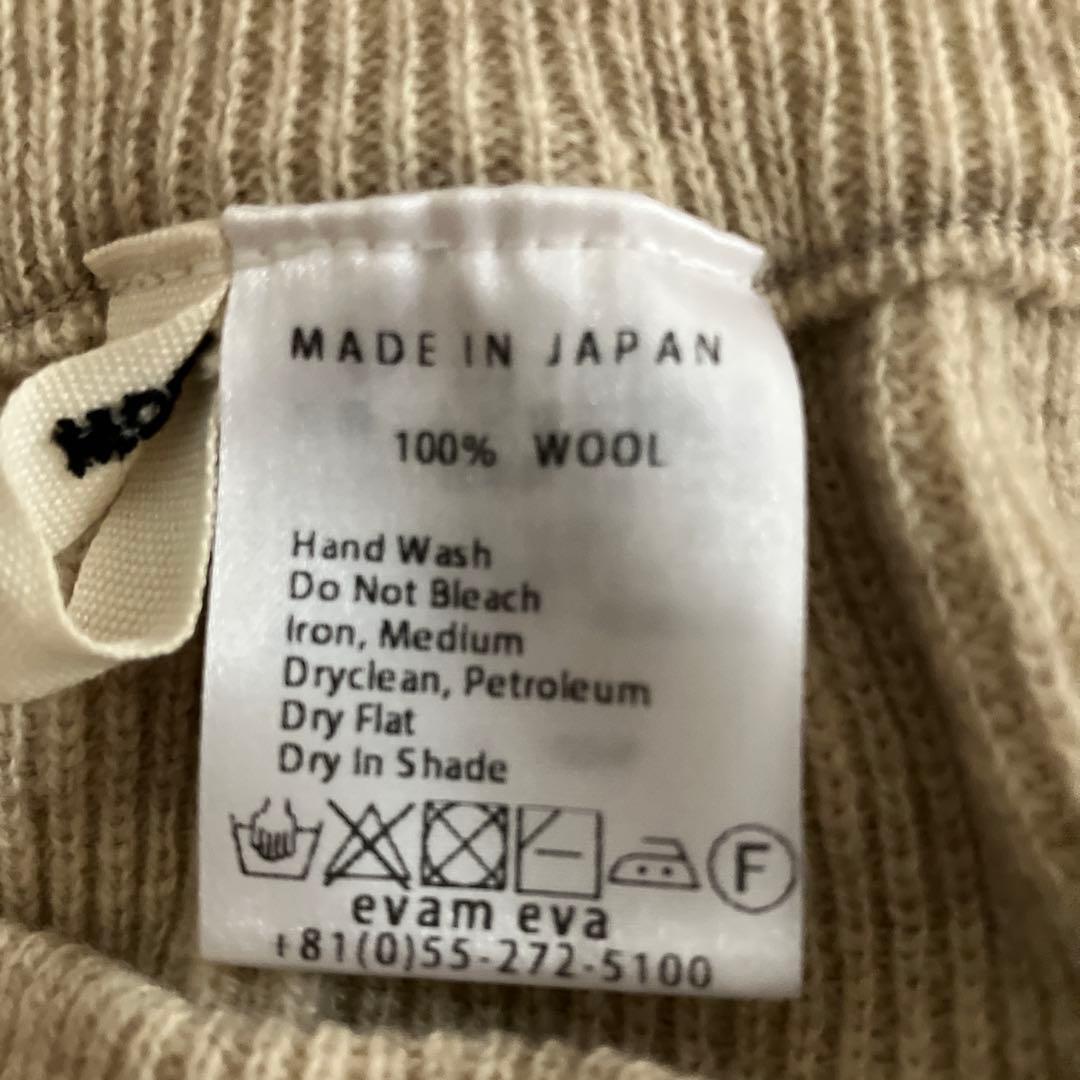 MADE IN JAPAN
100% WOOL
Hand Wash
Do Not Bleach
Iron, Medium
Dryclean, Petroleum
Dry Flat
Dry In Shade
F
evam eva
+81(0)55-272-5100